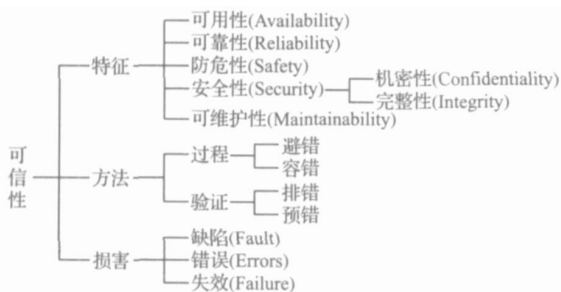 可信性
特征
可用性(Availability)
可靠性(Reliability)
防危性(Safety)
安全性(Security)
机密性(Confidentiality)
完整性(Integrity)
可维护性(Maintainability)
方法
过程
避错
容错
验证
排错
预错
损害
缺陷(Fault)
错误(Errors)
失效(Failure)